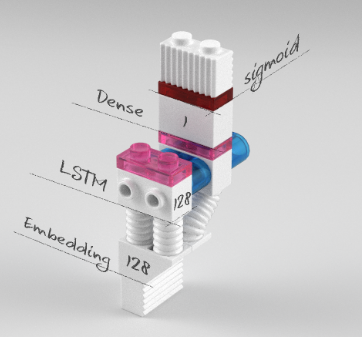 sigmoid
Dense
1
LSTM
128
Embedding
128